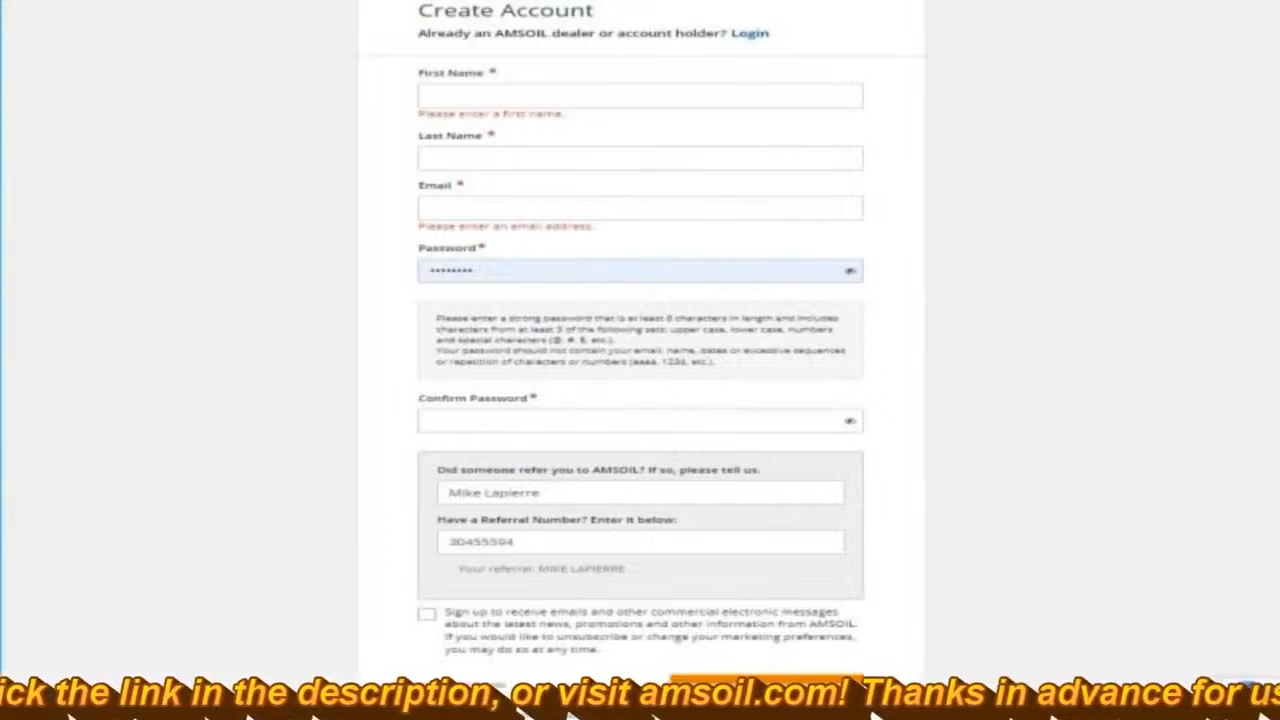 Create Account
Already an AMSOIL dealer or account holder? Login
First Name *
Please enter a first name.
Last Name *
Email *
Please enter an email address.
Password*
••••••••
Please enter a strong password that is at least 8 characters in length and includes
characters from at least 3 of the following sets: upper case, lower case, numbers
and special characters (@, #, $, etc.).
Your password should not contain your email, name, dates or excessive sequences
or repetition of characters or numbers (aaaa, 1234, etc.).
Confirm Password*
Did someone refer you to AMSOIL? If so, please tell us.
Mike Lapierre
Have a Referral Number? Enter it below:
30455594
Your referral: MIKE LAPIERRE
Sign up to receive emails and other commercial electronic messages
about the latest news, promotions and other information from AMSOIL.
If you would like to unsubscribe or change your marketing preferences,
you may do so at any time.
ick the link in the description, or visit amsoil.com! Thanks in advance for us